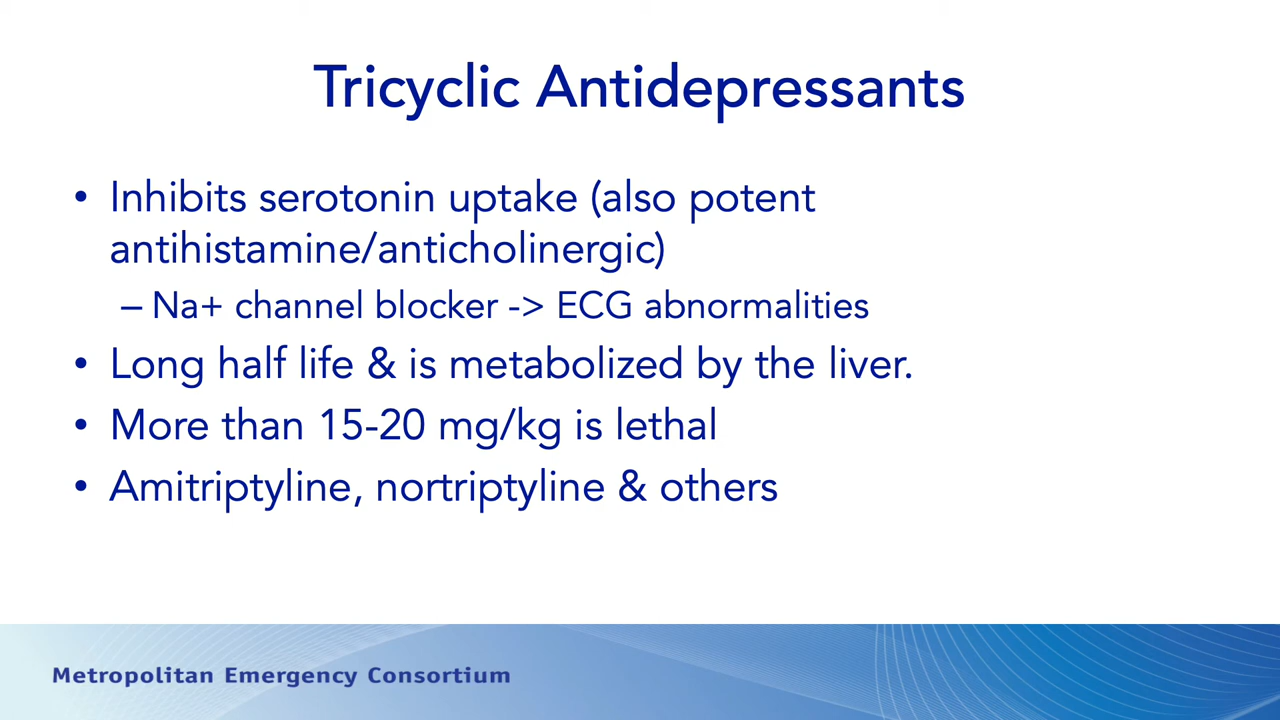 Tricyclic Antidepressants
• Inhibits serotonin uptake (also potent
antihistamine/anticholinergic)
– Na+ channel blocker -> ECG abnormalities
• Long half life & is metabolized by the liver.
• More than 15-20 mg/kg is lethal
• Amitriptyline, nortriptyline & others
Metropolitan Emergency Consortium